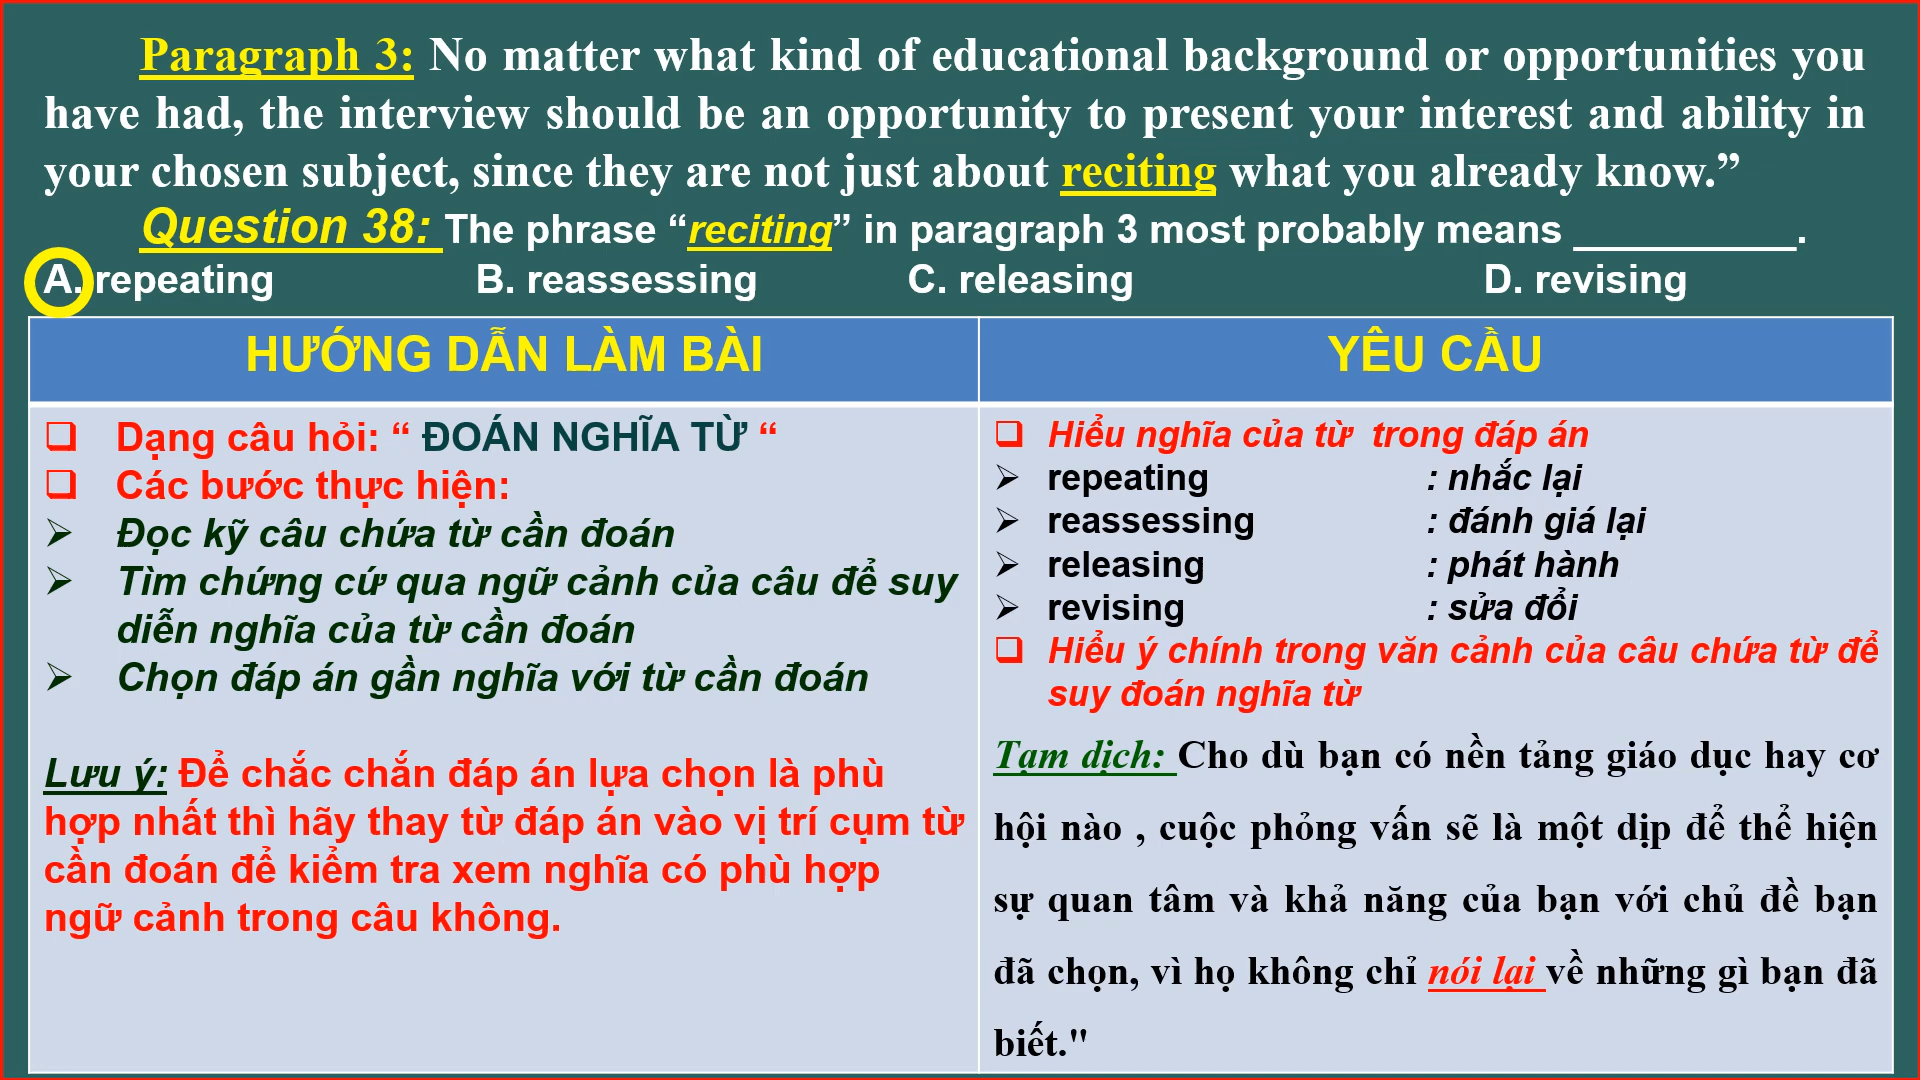 Paragraph 3: No matter what kind of educational background or opportunities you
have had, the interview should be an opportunity to present your interest and ability in
your chosen subject, since they are not just about reciting what you already know.”
Question 38: The phrase “reciting” in paragraph 3 most probably means __________.
A. repeating B. reassessing C. releasing D. revising
HƯỚNG DẪN LÀM BÀI
Dạng câu hỏi: “ ĐOÁN NGHĨA TỪ “
Các bước thực hiện:
Đọc kỹ câu chứa từ cần đoán
Tìm chứng cứ qua ngữ cảnh của câu để suy
diễn nghĩa của từ cần đoán
Chọn đáp án gần nghĩa với từ cần đoán
Lưu ý: Để chắc chắn đáp án lựa chọn là phù
hợp nhất thì hãy thay từ đáp án vào vị trí cụm từ
cần đoán để kiểm tra xem nghĩa có phù hợp
ngữ cảnh trong câu không.
YÊU CẦU
Hiểu nghĩa của từ trong đáp án
repeating : nhắc lại
reassessing : đánh giá lại
releasing : phát hành
revising : sửa đổi
Hiểu ý chính trong văn cảnh của câu chứa từ để
suy đoán nghĩa từ
Tạm dịch: Cho dù bạn có nền tảng giáo dục hay cơ
hội nào , cuộc phỏng vấn sẽ là một dịp để thể hiện
sự quan tâm và khả năng của bạn với chủ đề bạn
đã chọn, vì họ không chỉ nói lại về những gì bạn đã
biết."